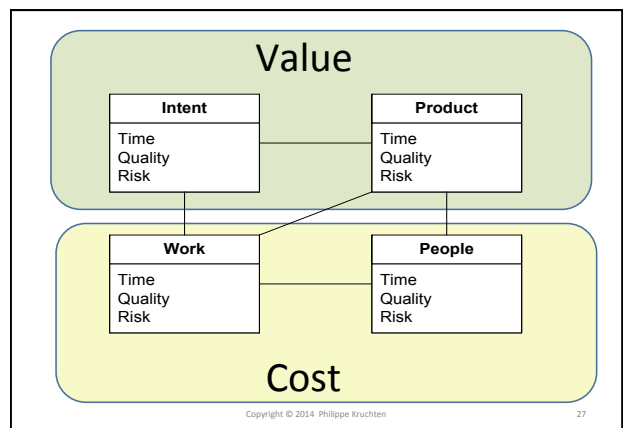 Value
Intent
Time
Quality
Risk
Product
Time
Quality
Risk
Work
Time
Quality
Risk
People
Time
Quality
Risk
Cost
Copyright © 2014 Philippe Kruchten
27